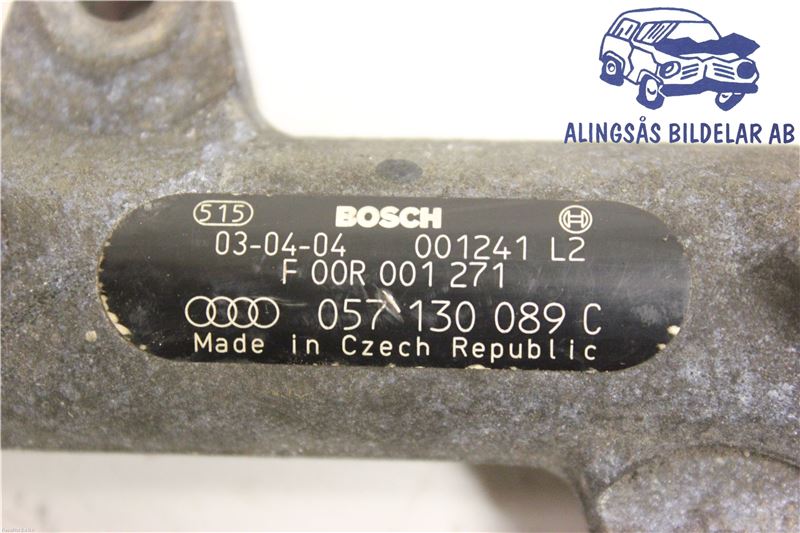 ALINGSÅS BILDELAR AB
515 BOSCH
03-04-04 001241 L2
F 00R 001 271
057 130 089 C
Made in Czech Republic